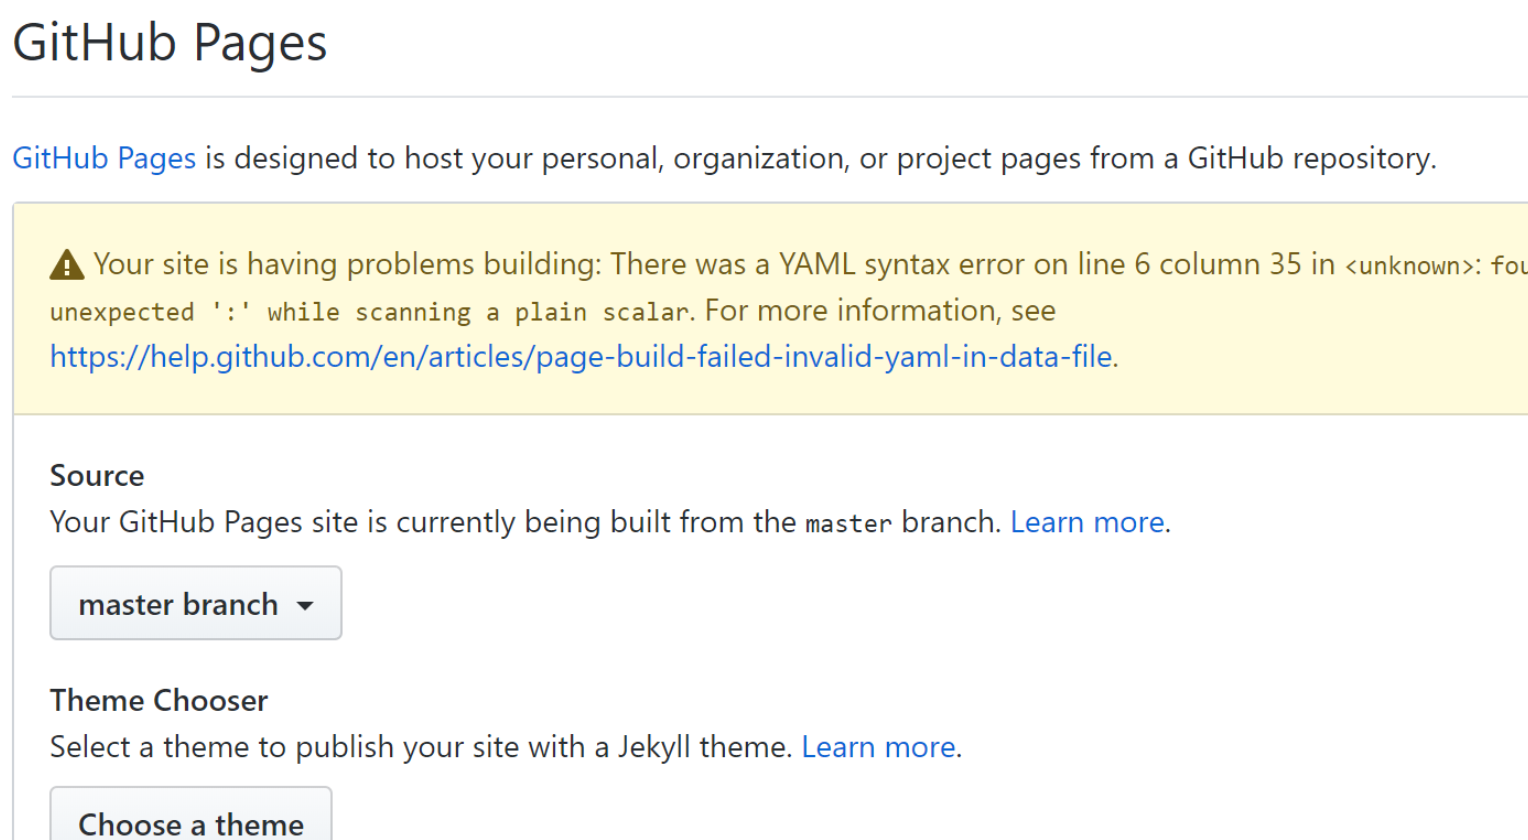 GitHub Pages
GitHub Pages is designed to host your personal, organization, or project pages from a GitHub repository.
Your site is having problems building: There was a YAML syntax error on line 6 column 35 in <unknown>:
unexpected ':' while scanning a plain scalar. For more information, see
https://help.github.com/en/articles/page-build-failed-invalid-yaml-in-data-file.
Source
Your GitHub Pages site is currently being built from the master branch. Learn more.
master branch
Theme Chooser
Select a theme to publish your site with a Jekyll theme. Learn more.
Choose a theme